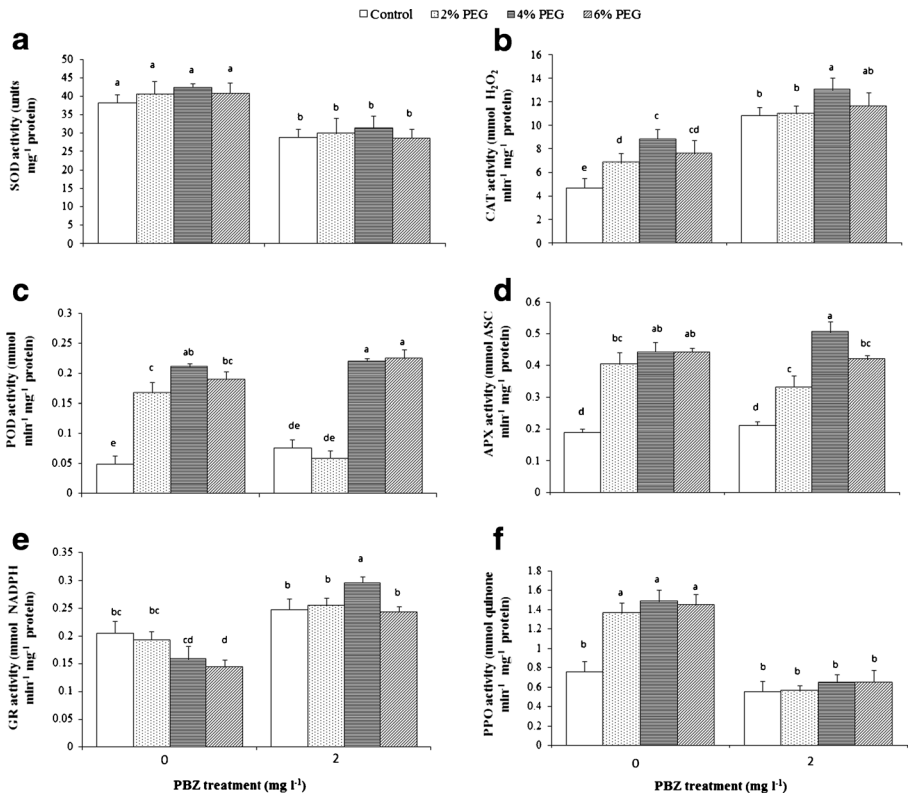 Control 2% PEG 4% PEG 6% PEG
a
SOD activity (units
mg⁻¹ protein)
50
45
40
35
30
25
20
15
10
5
0
a a a a
b b b b
b
CAT activity (mmol H₂O₂
min⁻¹ mg⁻¹ protein)
16
14
12
10
8
6
4
2
0
e d c cd
b b a ab
c
POD activity (mmol
min⁻¹ mg⁻¹ protein)
0.3
0.25
0.2
0.15
0.1
0.05
0
e c ab bc
de de a a
d
APX activity (mmol ASC
min⁻¹ mg⁻¹ protein)
0.6
0.5
0.4
0.3
0.2
0.1
0
d bc ab ab
d c a bc
e
GR activity (mmol NADPH
min⁻¹ mg⁻¹ protein)
0.35
0.3
0.25
0.2
0.15
0.1
0.05
0
bc bc cd d
b b a b
0 2
PBZ treatment (mg l⁻¹)
f
PPO activity (mmol quinone
min⁻¹ mg⁻¹ protein)
1.8
1.6
1.4
1.2
1
0.8
0.6
0.4
0.2
0
b a a a
b b b b
0 2
PBZ treatment (mg l⁻¹)